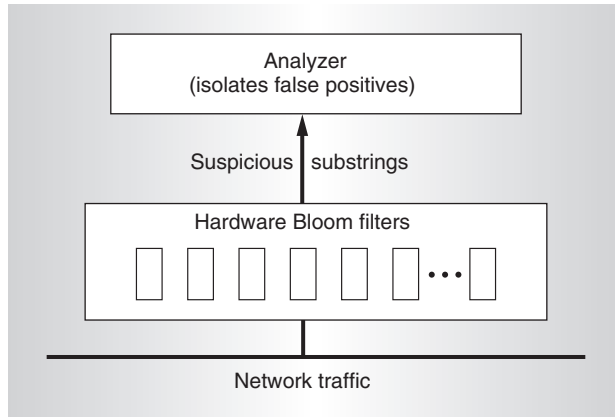 Analyzer
(isolates false positives)
Suspicious substrings
Hardware Bloom filters
Network traffic